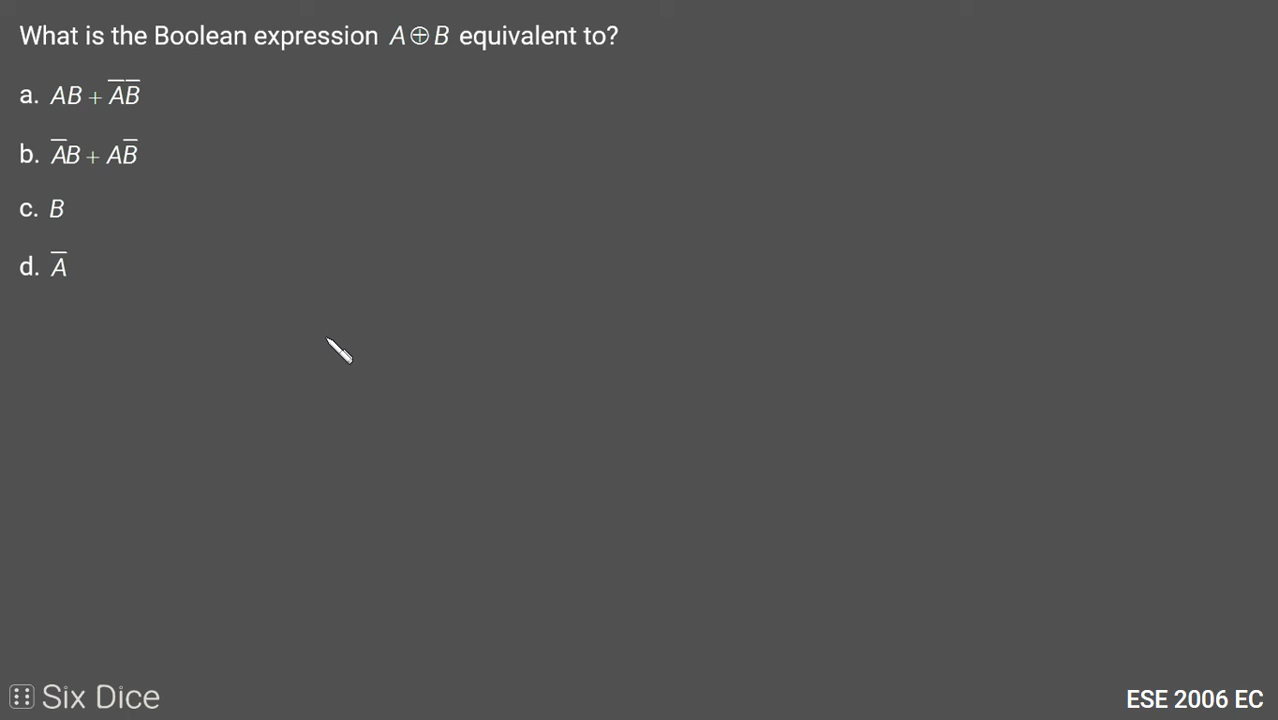 What is the Boolean expression A⊕B equivalent to?
a. AB + A̅B̅
b. A̅B + AB̅
c. B
d. A̅
Six Dice
ESE 2006 EC